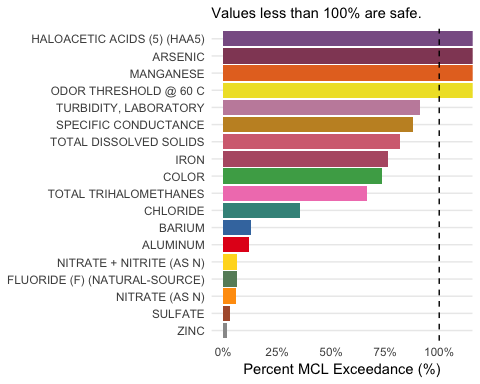 Values less than 100% are safe.
HALOACETIC ACIDS (5) (HAA5)
ARSENIC
MANGANESE
ODOR THRESHOLD @ 60 C
TURBIDITY, LABORATORY
SPECIFIC CONDUCTANCE
TOTAL DISSOLVED SOLIDS
IRON
COLOR
TOTAL TRIHALOMETHANES
CHLORIDE
BARIUM
ALUMINUM
NITRATE + NITRITE (AS N)
FLUORIDE (F) (NATURAL-SOURCE)
NITRATE (AS N)
SULFATE
ZINC
0% 25% 50% 75% 100%
Percent MCL Exceedance (%)